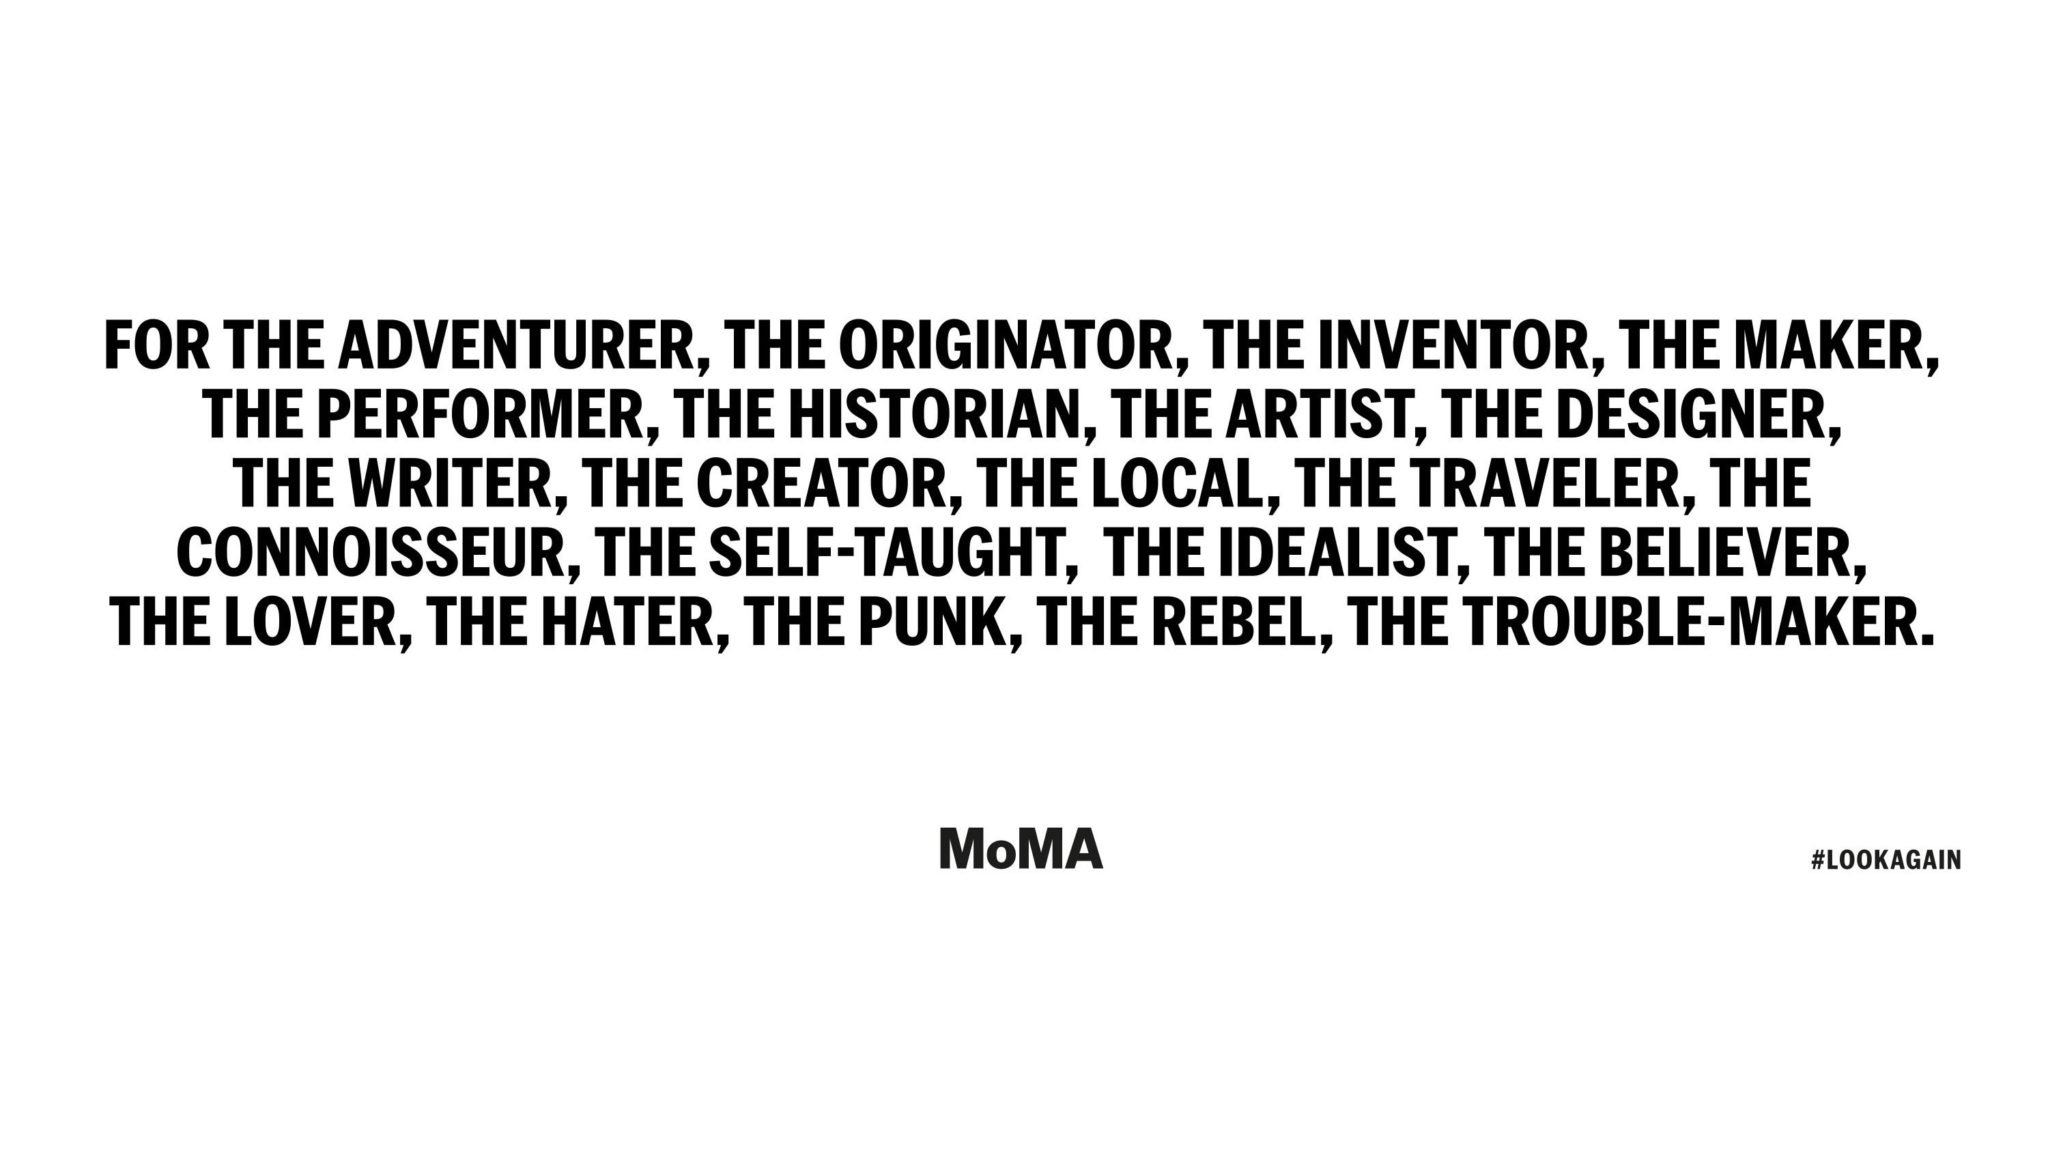 FOR THE ADVENTURER, THE ORIGINATOR, THE INVENTOR, THE MAKER,
THE PERFORMER, THE HISTORIAN, THE ARTIST, THE DESIGNER,
THE WRITER, THE CREATOR, THE LOCAL, THE TRAVELER, THE
CONNOISSEUR, THE SELF-TAUGHT, THE IDEALIST, THE BELIEVER,
THE LOVER, THE HATER, THE PUNK, THE REBEL, THE TROUBLE-MAKER.
MoMA
#LOOKAGAIN